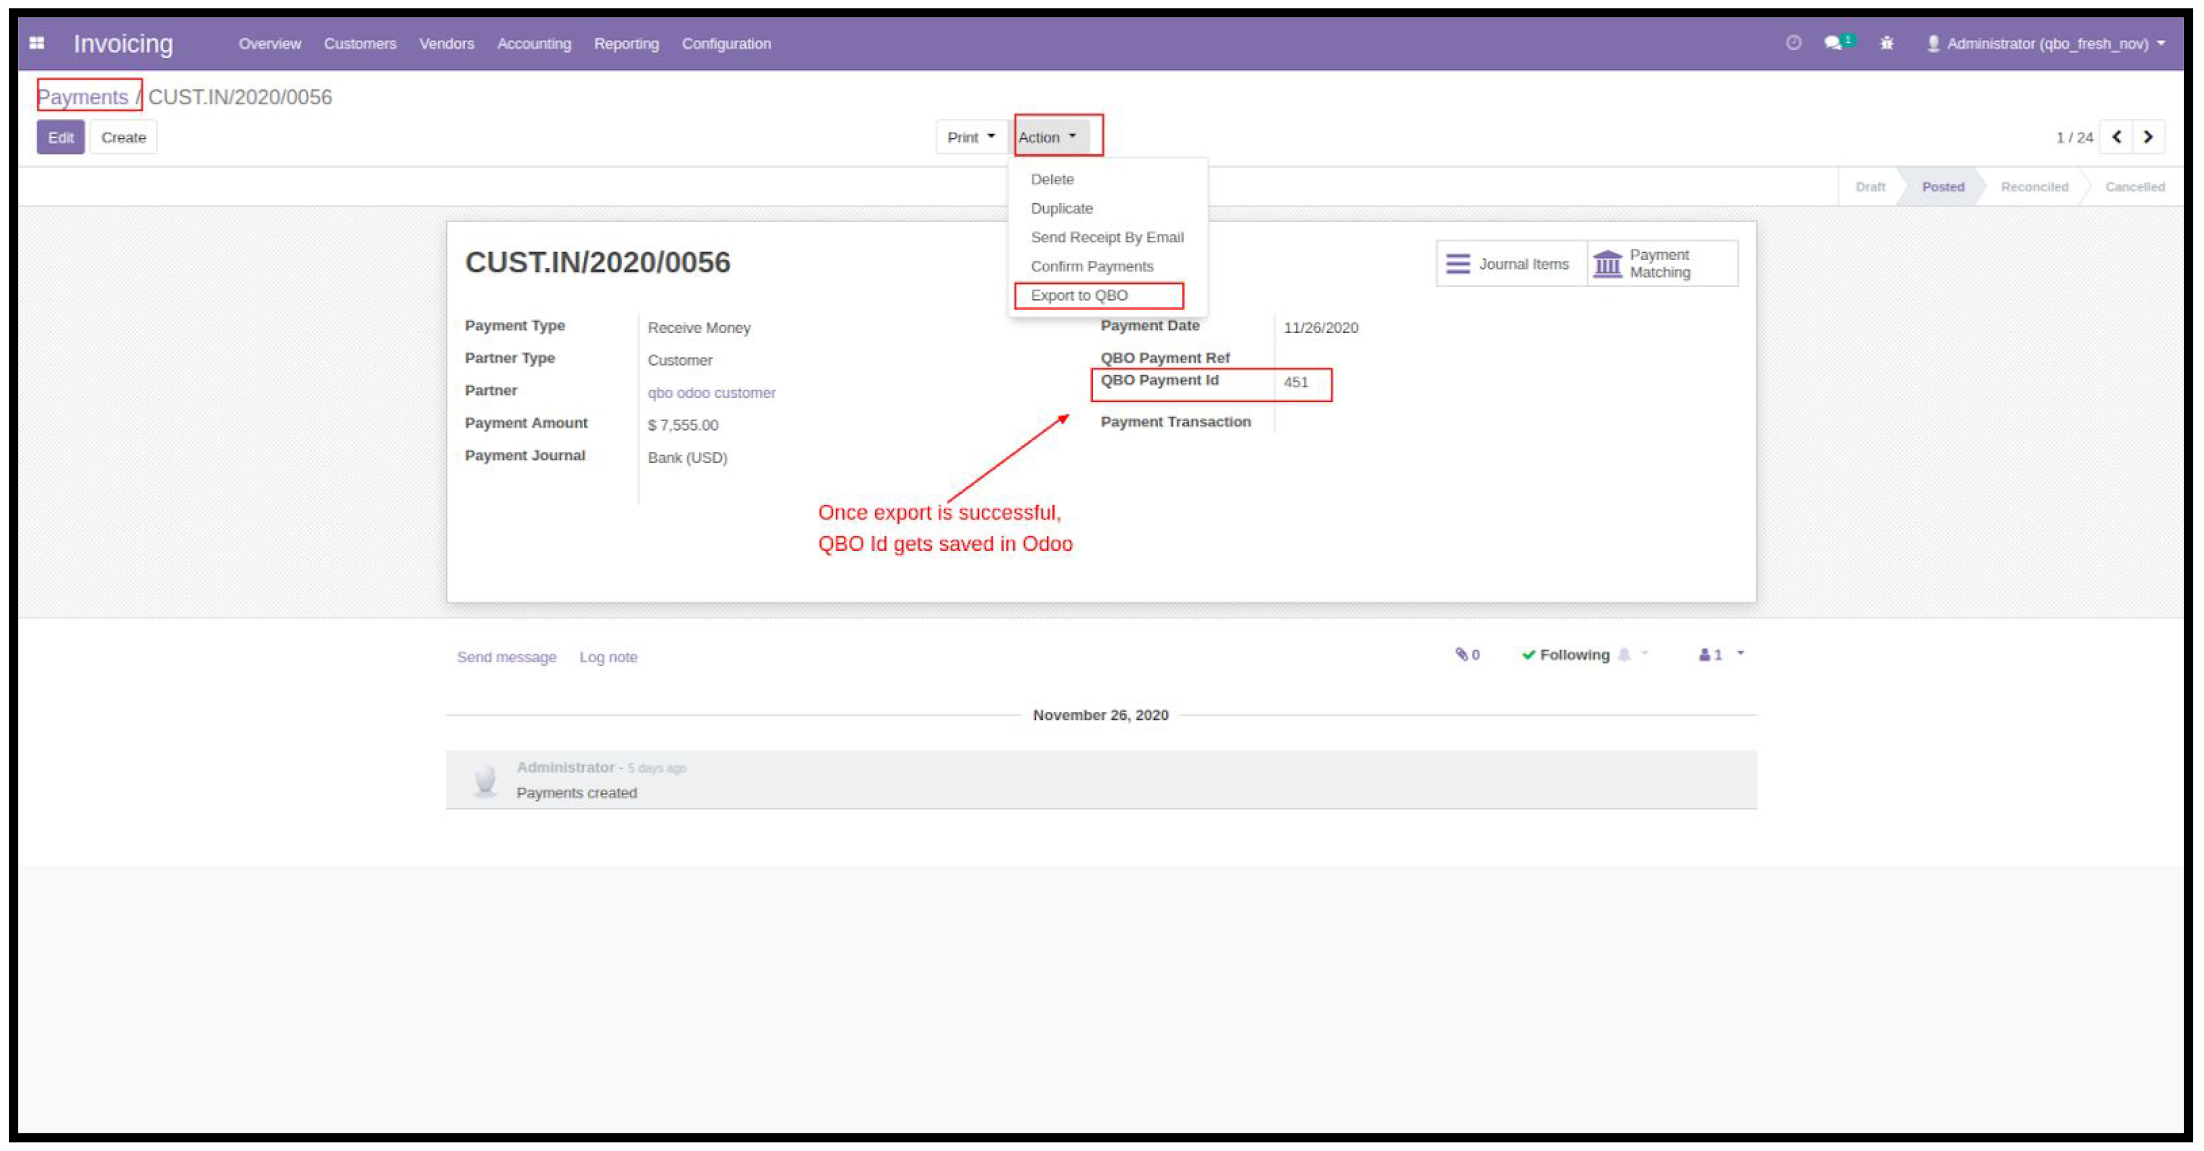 Invoicing Overview Customers Vendors Accounting Reporting Configuration 1 Administrator (qbo_fresh_nov)
Payments / CUST.IN/2020/0056
Edit Create Print Action 1 / 24
Delete
Duplicate
Send Receipt By Email
Confirm Payments
Export to QBO
Draft Posted Reconciled Cancelled
CUST.IN/2020/0056
Journal Items
Payment
Matching
Payment Type Receive Money
Partner Type Customer
Partner qbo odoo customer
Payment Amount $ 7,555.00
Payment Journal Bank (USD)
Payment Date 11/26/2020
QBO Payment Ref
QBO Payment Id 451
Payment Transaction
Once export is successful,
QBO Id gets saved in Odoo
Send message Log note 0 Following 1
November 26, 2020
Administrator - 5 days ago
Payments created